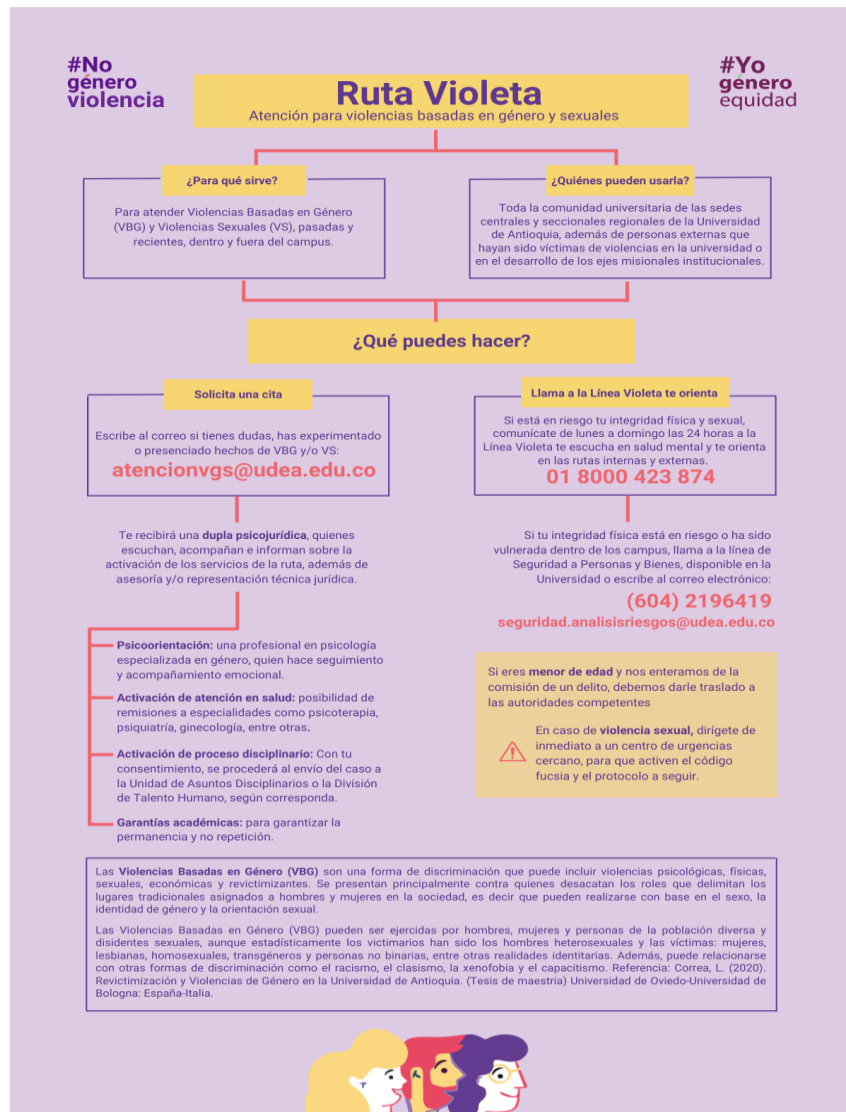 #No
género
violencia
#Yo
género
equidad
Ruta Violeta
Atención para violencias basadas en género y sexuales
¿Para qué sirve?
Para atender Violencias Basadas en Género
(VBG) y Violencias Sexuales (VS), pasadas y
recientes, dentro y fuera del campus.
¿Quiénes pueden usarla?
Toda la comunidad universitaria de las sedes
centrales y seccionales regionales de la Universidad
de Antioquia, además de personas externas que
hayan sido víctimas de violencias en la universidad o
en el desarrollo de los ejes misionales institucionales.
¿Qué puedes hacer?
Solicita una cita
Escribe al correo si tienes dudas, has experimentado
o presenciado hechos de VBG y/o VS:
atencionvgs@udea.edu.co
Te recibirá una dupla psicojurídica, quienes
escuchan, acompañan e informan sobre la
activación de los servicios de la ruta, además de
asesoría y/o representación técnica jurídica.
Psicoorientación: una profesional en psicología
especializada en género, quien hace seguimiento
y acompañamiento emocional.
Activación de atención en salud: posibilidad de
remisiones a especialidades como psicoterapia,
psiquiatría, ginecología, entre otras.
Activación de proceso disciplinario: Con tu
consentimiento, se procederá al envío del caso a
la Unidad de Asuntos Disciplinarios o la División
de Talento Humano, según corresponda.
Garantías académicas: para garantizar la
permanencia y no repetición.
Llama a la Línea Violeta te orienta
Si está en riesgo tu integridad física y sexual,
comunícate de lunes a domingo las 24 horas a la
Línea Violeta te escucha en salud mental y te orienta
en las rutas internas y externas.
01 8000 423 874
Si tu integridad física está en riesgo o ha sido
vulnerada dentro de los campus, llama a la línea de
Seguridad a Personas y Bienes, disponible en la
Universidad o escribe al correo electrónico:
(604) 2196419
seguridad.analisisriesgos@udea.edu.co
Si eres menor de edad y nos enteramos de la
comisión de un delito, debemos darle traslado a
las autoridades competentes
En caso de violencia sexual, dirígete de
inmediato a un centro de urgencias
cercano, para que activen el código
fucsia y el protocolo a seguir.
Las Violencias Basadas en Género (VBG) son una forma de discriminación que puede incluir violencias psicológicas, físicas,
sexuales, económicas y revictimizantes. Se presentan principalmente contra quienes desacatan los roles que delimitan los
lugares tradicionales asignados a hombres y mujeres en la sociedad, es decir que pueden realizarse con base en el sexo, la
identidad de género y la orientación sexual.
Las Violencias Basadas en Género (VBG) pueden ser ejercidas por hombres, mujeres y personas de la población diversa y
disidentes sexuales, aunque estadísticamente los victimarios han sido los hombres heterosexuales y las víctimas: mujeres,
lesbianas, homosexuales, transgéneros y personas no binarias, entre otras realidades identitarias. Además, puede relacionarse
con otras formas de discriminación como el racismo, el clasismo, la xenofobia y el capacitismo. Referencia: Correa, L. (2020).
Revictimización y Violencias de Género en la Universidad de Antioquia. (Tesis de maestria) Universidad de Oviedo-Universidad de
Bologna: España-Italia.